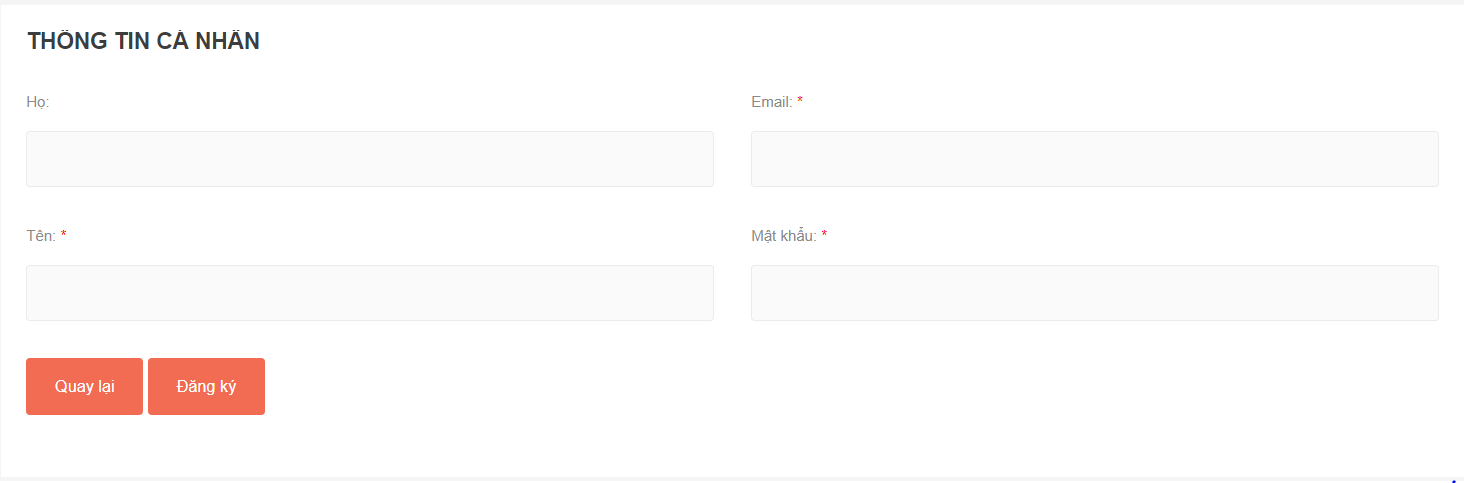 THÔNG TIN CÁ NHÂN
Họ:
Email: *
Tên: *
Mật khẩu: *
Quay lại
Đăng ký